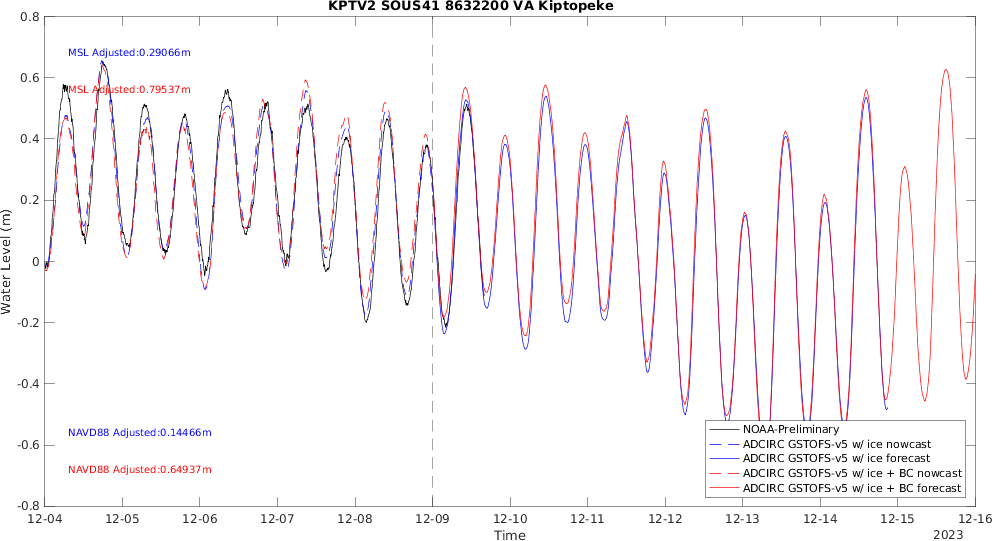 KPTV2 SOUS41 8632200 VA Kiptopeke
0.8
0.6
0.4
0.2
0
-0.2
-0.4
-0.6
-0.8
Water Level (m)
MSL Adjusted:0.29066m
MSL Adjusted:0.79537m
NAVD88 Adjusted:0.14466m
NAVD88 Adjusted:0.64937m
NOAA-Preliminary
ADCIRC GSTOFS-v5 w/ ice nowcast
ADCIRC GSTOFS-v5 w/ ice forecast
ADCIRC GSTOFS-v5 w/ ice + BC nowcast
ADCIRC GSTOFS-v5 w/ ice + BC forecast
12-04 12-05 12-06 12-07 12-08 12-09 12-10 12-11 12-12 12-13 12-14 12-15 12-16
Time
2023